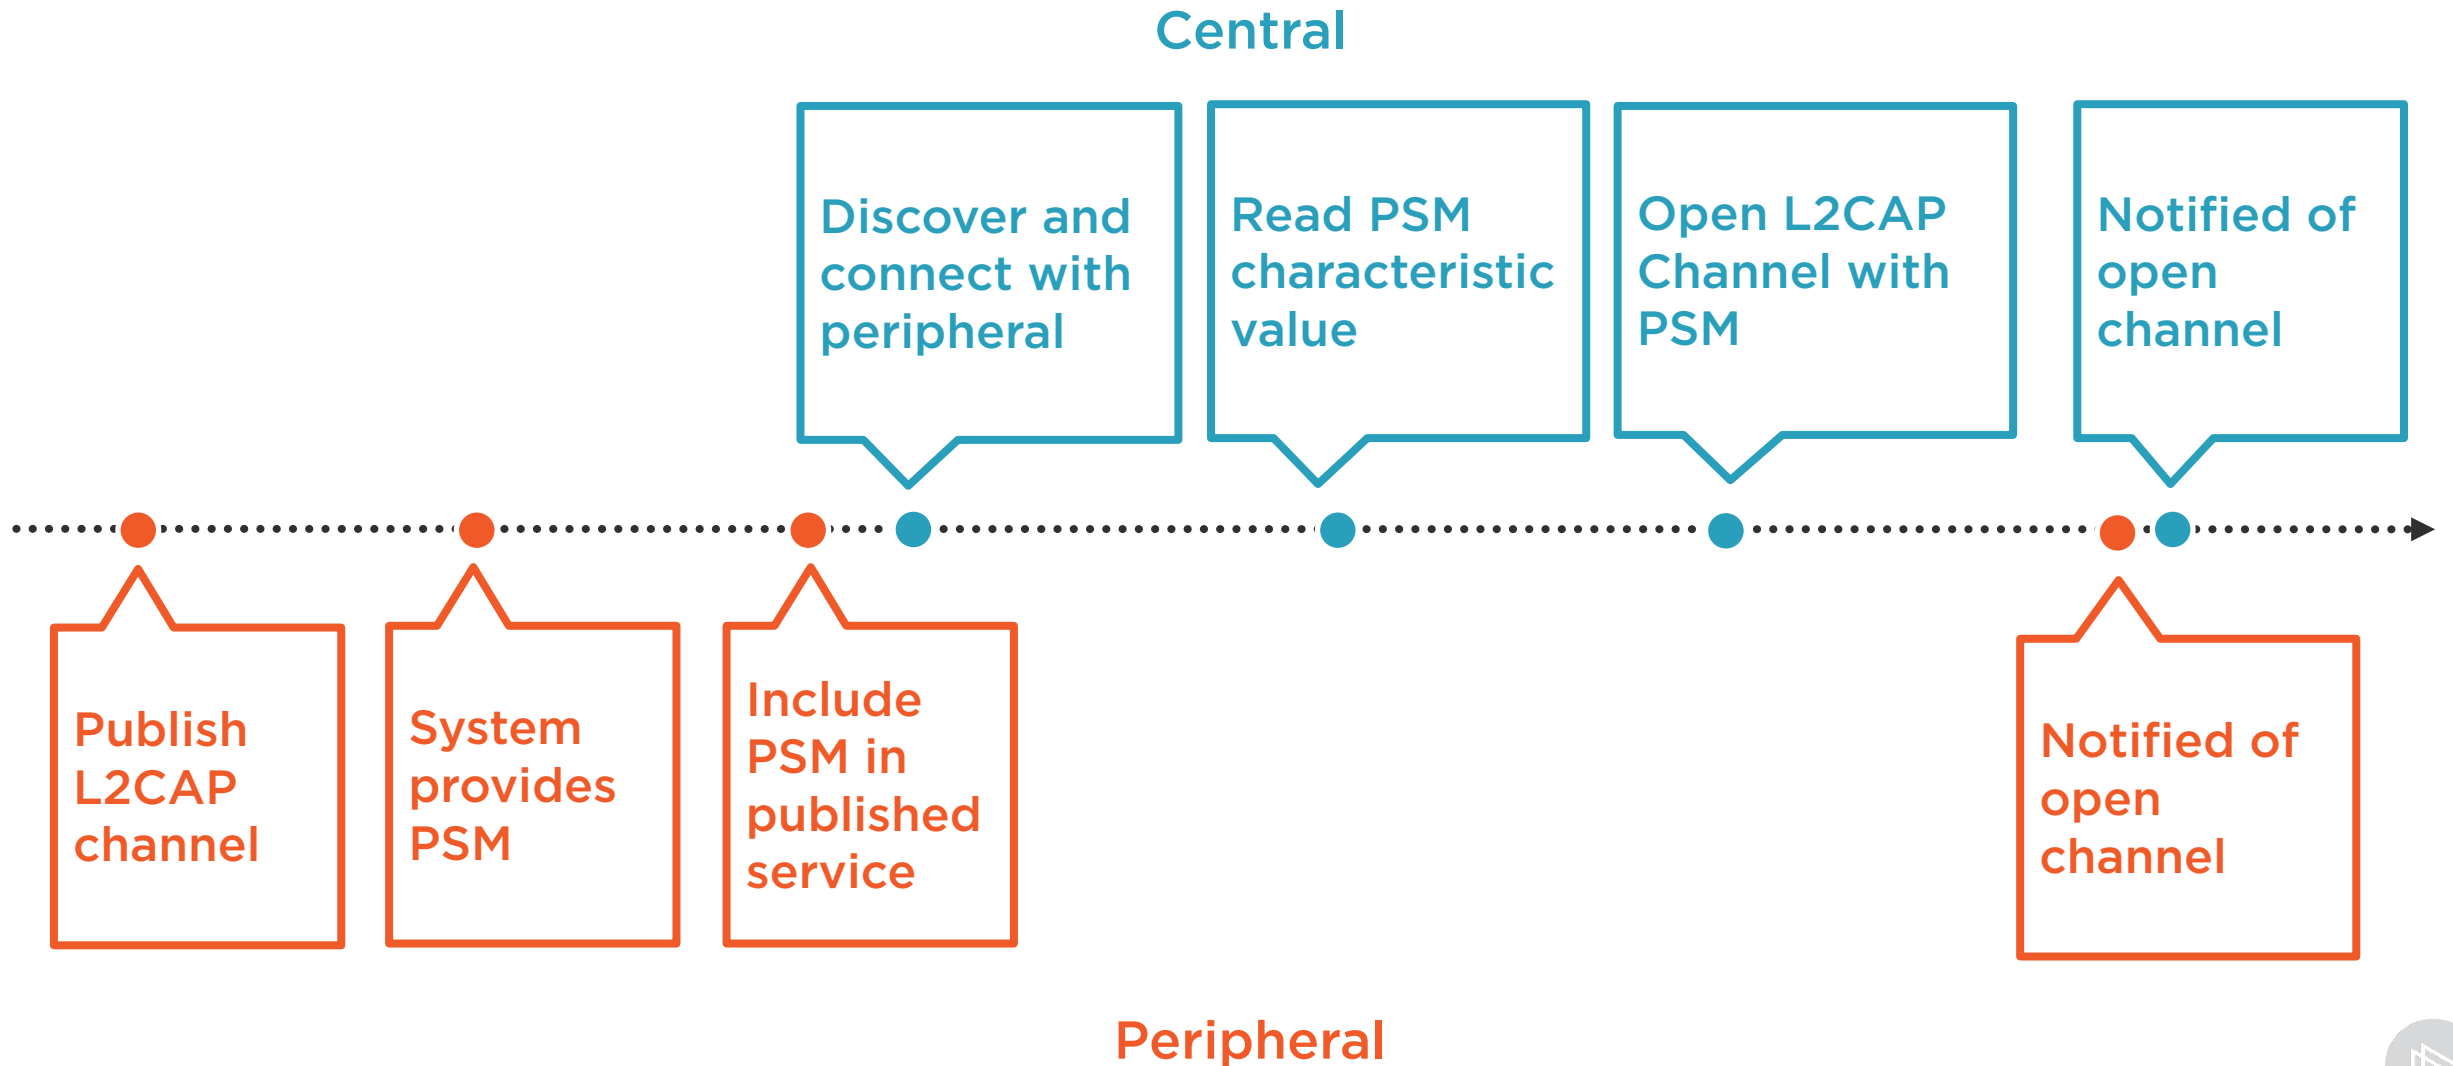 Central
Discover and
connect with
peripheral
Read PSM
characteristic
value
Open L2CAP
Channel with
PSM
Notified of
open
channel
Publish
L2CAP
channel
System
provides
PSM
Include
PSM in
published
service
Notified of
open
channel
Peripheral